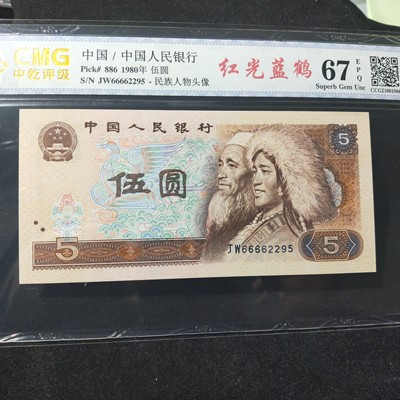 CMG
中乾评级
中国 / 中国人民银行
Pick# 886 1980年 伍圆
S/N JW66662295 - 民族人物头像
红光蓝鹤
67
EPQ
Superb Gem Unc
中国人民银行
5
伍圆
JW66662295
5
5